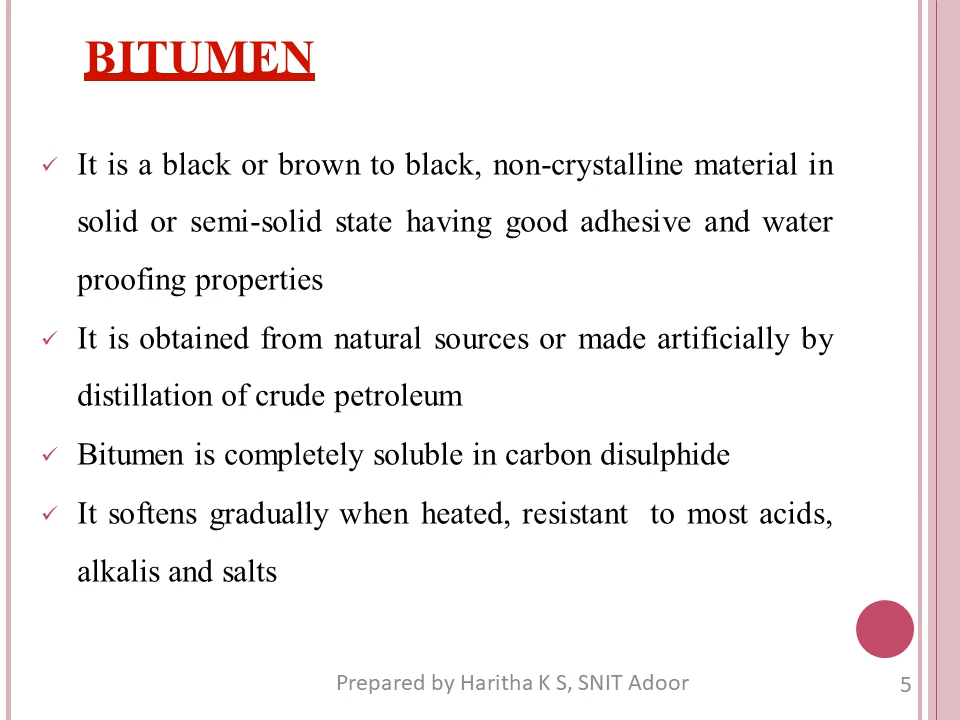 BITUMEN
✓ It is a black or brown to black, non-crystalline material in
solid or semi-solid state having good adhesive and water
proofing properties
✓ It is obtained from natural sources or made artificially by
distillation of crude petroleum
✓ Bitumen is completely soluble in carbon disulphide
✓ It softens gradually when heated, resistant  to most acids,
alkalis and salts
Prepared by Haritha K S, SNIT Adoor
5